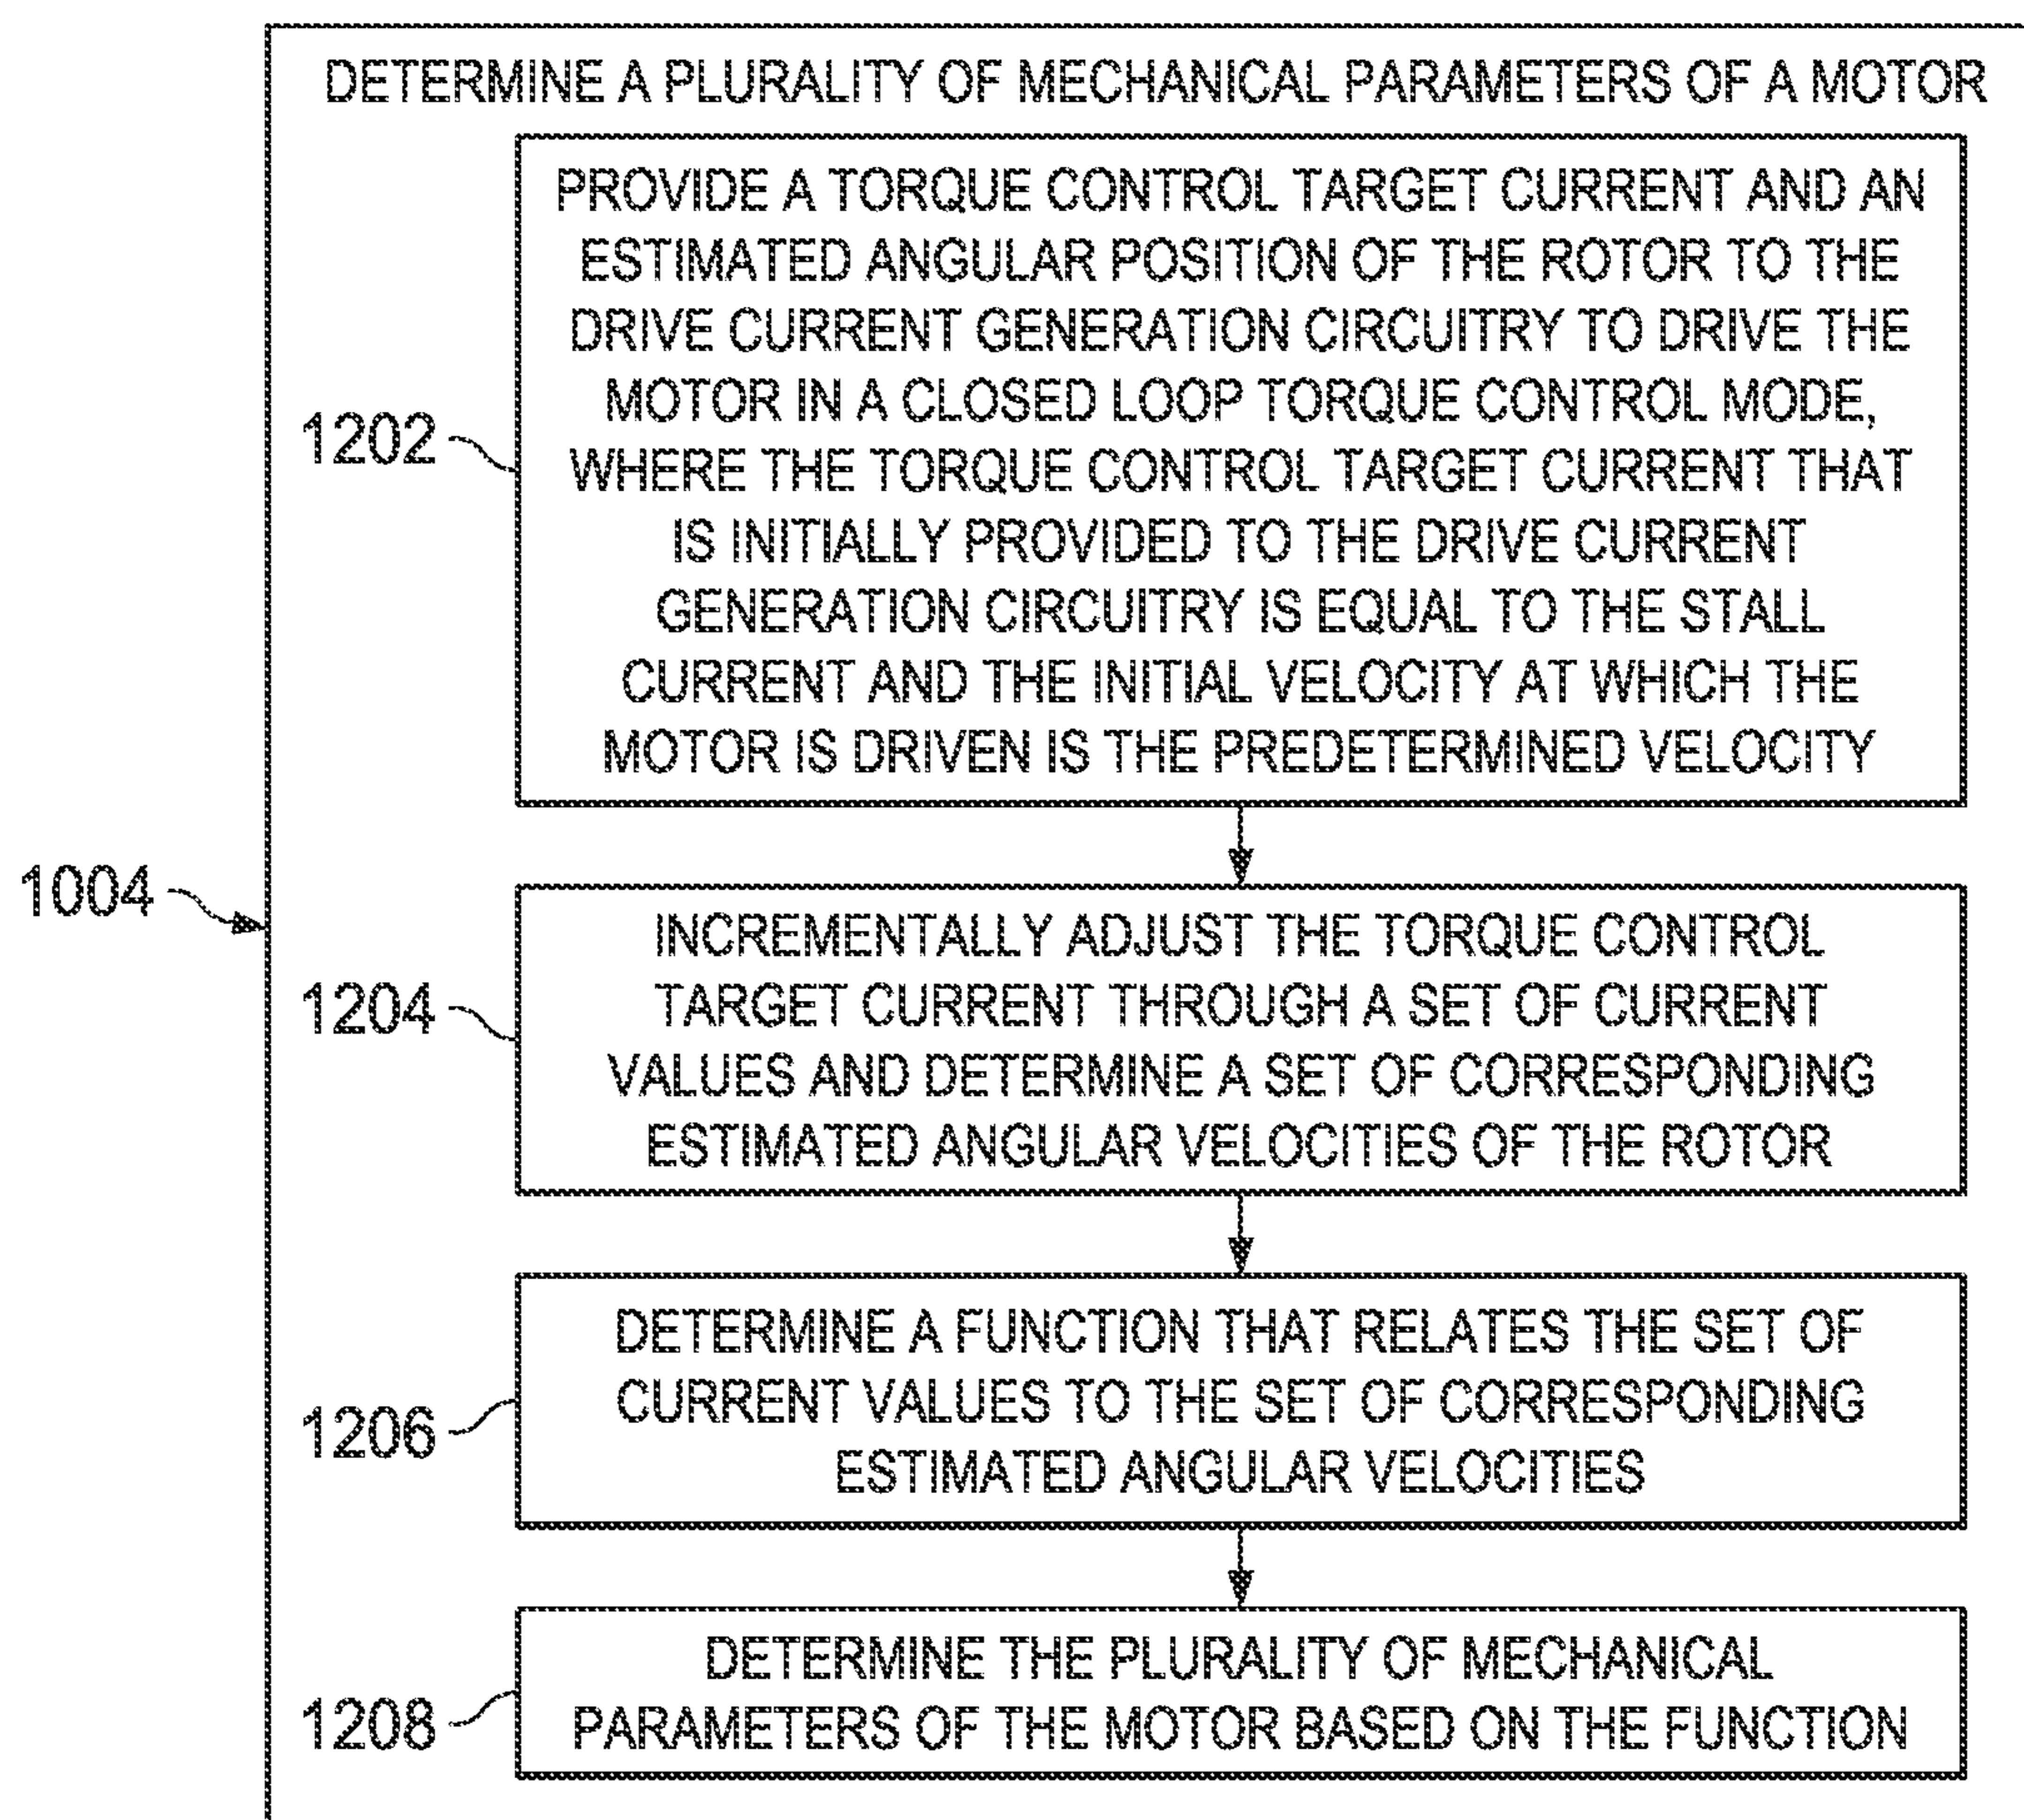 DETERMINE A PLURALITY OF MECHANICAL PARAMETERS OF A MOTOR
PROVIDE A TORQUE CONTROL TARGET CURRENT AND AN
ESTIMATED ANGULAR POSITION OF THE ROTOR TO THE
DRIVE CURRENT GENERATION CIRCUITRY TO DRIVE THE
MOTOR IN A CLOSED LOOP TORQUE CONTROL MODE,
WHERE THE TORQUE CONTROL TARGET CURRENT THAT
IS INITIALLY PROVIDED TO THE DRIVE CURRENT
GENERATION CIRCUITRY IS EQUAL TO THE STALL
CURRENT AND THE INITIAL VELOCITY AT WHICH THE
MOTOR IS DRIVEN IS THE PREDETERMINED VELOCITY
1202
1004
INCREMENTALLY ADJUST THE TORQUE CONTROL
TARGET CURRENT THROUGH A SET OF CURRENT
VALUES AND DETERMINE A SET OF CORRESPONDING
ESTIMATED ANGULAR VELOCITIES OF THE ROTOR
1204
DETERMINE A FUNCTION THAT RELATES THE SET OF
CURRENT VALUES TO THE SET OF CORRESPONDING
ESTIMATED ANGULAR VELOCITIES
1206
DETERMINE THE PLURALITY OF MECHANICAL
PARAMETERS OF THE MOTOR BASED ON THE FUNCTION
1208